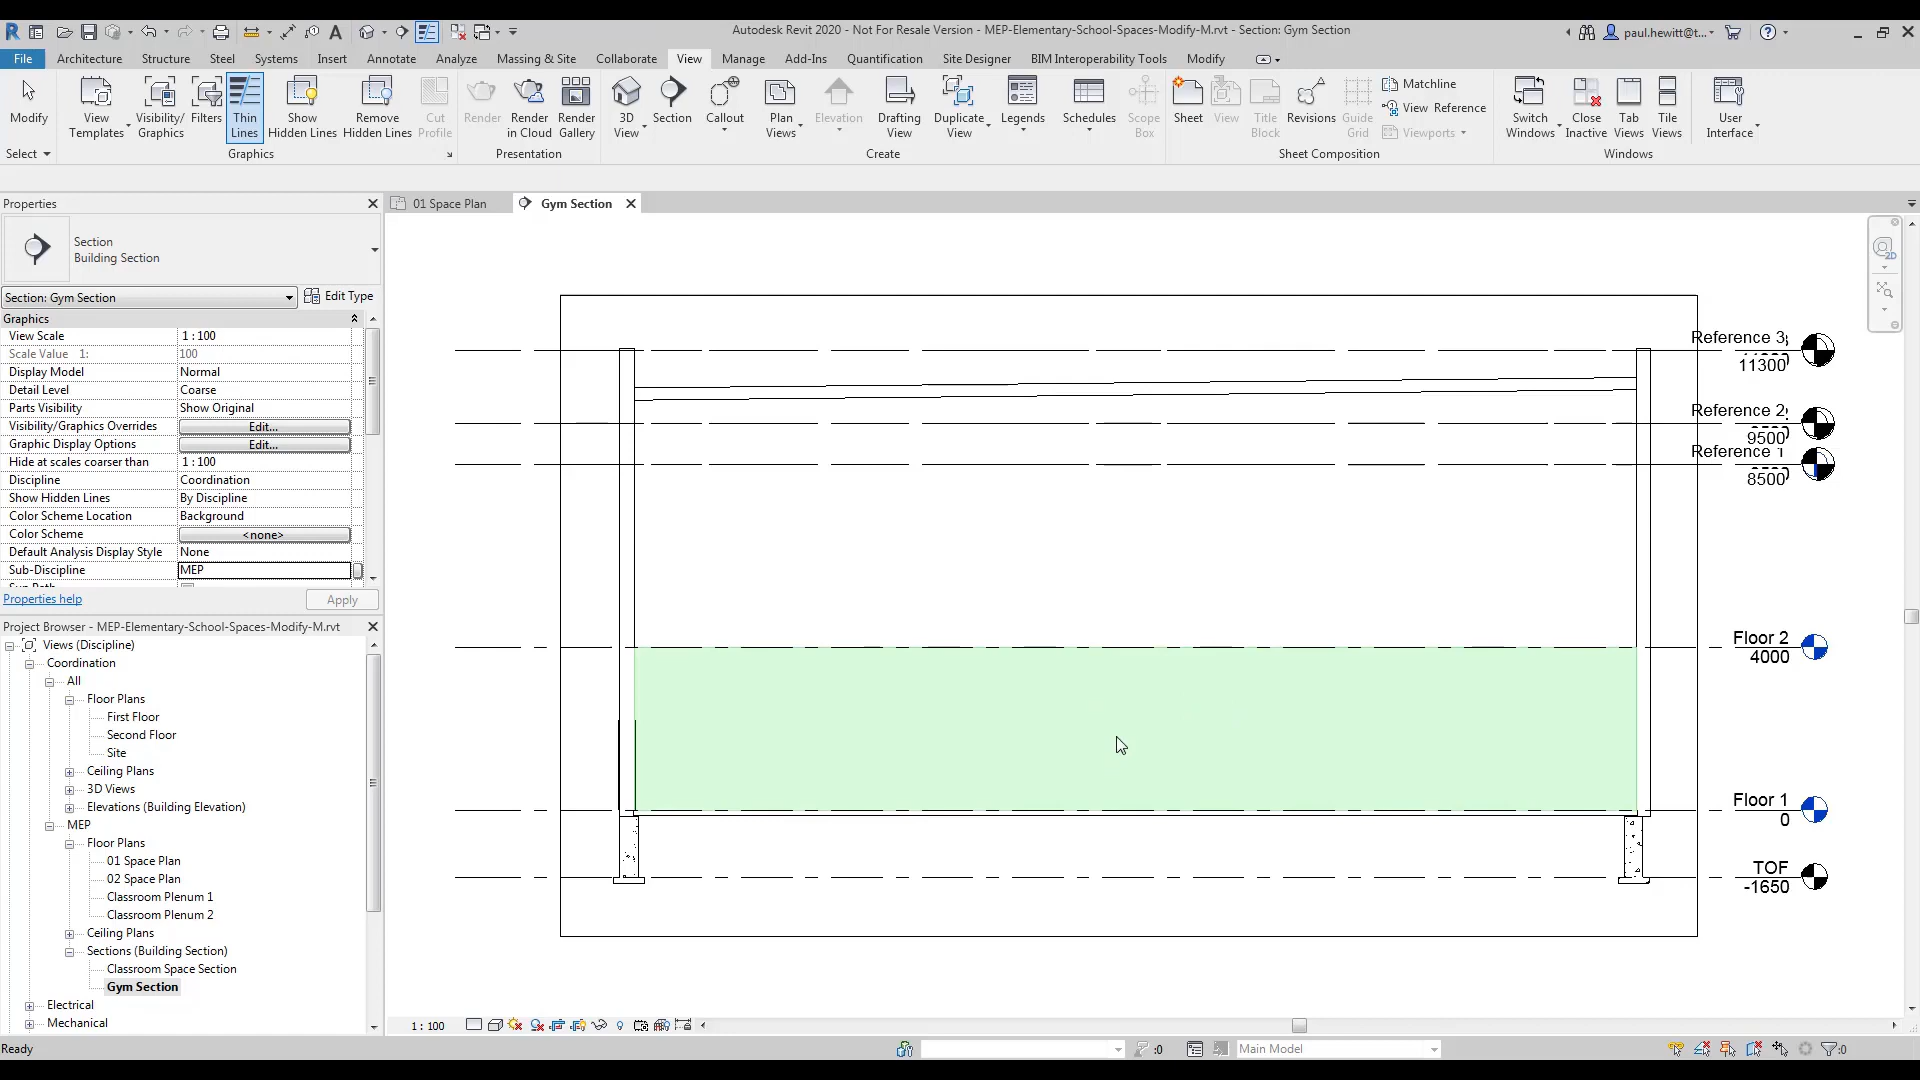 Autodesk Revit 2020 - Not For Resale Version - MEP-Elementary-School-Spaces-Modify-M.rvt - Section: Gym Section
paul.hewitt@t...
File Architecture Structure Steel Systems Insert Annotate Analyze Massing & Site Collaborate View Manage Add-Ins Quantification Site Designer BIM Interoperability Tools Modify
Modify
View Templates
Visibility/ Graphics
Filters
Thin Lines
Show Hidden Lines
Remove Hidden Lines
Cut Profile
Render
Render in Cloud
Render Gallery
3D View
Section
Callout
Plan Views
Elevation
Drafting View
Duplicate View
Legends
Schedules
Scope Box
Sheet
View
Title Block
Revisions
Guide Grid
Matchline
View Reference
Viewports
Switch Windows
Close Inactive
Tab Views
Tile Views
User Interface
Select Graphics Presentation Create Sheet Composition Windows
Properties
01 Space Plan
Gym Section
Section
Building Section
Section: Gym Section
Edit Type
Graphics
View Scale 1 : 100
Scale Value 1: 100
Display Model Normal
Detail Level Coarse
Parts Visibility Show Original
Visibility/Graphics Overrides Edit...
Graphic Display Options Edit...
Hide at scales coarser than 1 : 100
Discipline Coordination
Show Hidden Lines By Discipline
Color Scheme Location Background
Color Scheme <none>
Default Analysis Display Style None
Sub-Discipline MEP
Properties help
Apply
Project Browser - MEP-Elementary-School-Spaces-Modify-M.rvt
Views (Discipline)
Coordination
All
Floor Plans
First Floor
Second Floor
Site
Ceiling Plans
3D Views
Elevations (Building Elevation)
MEP
Floor Plans
01 Space Plan
02 Space Plan
Classroom Plenum 1
Classroom Plenum 2
Ceiling Plans
Sections (Building Section)
Classroom Space Section
Gym Section
Electrical
Mechanical
Reference 3
11300
Reference 2
9500
Reference 1
8500
Floor 2
4000
Floor 1
0
TOF
-1650
2D
1 : 100
Ready
:0
Main Model
:0